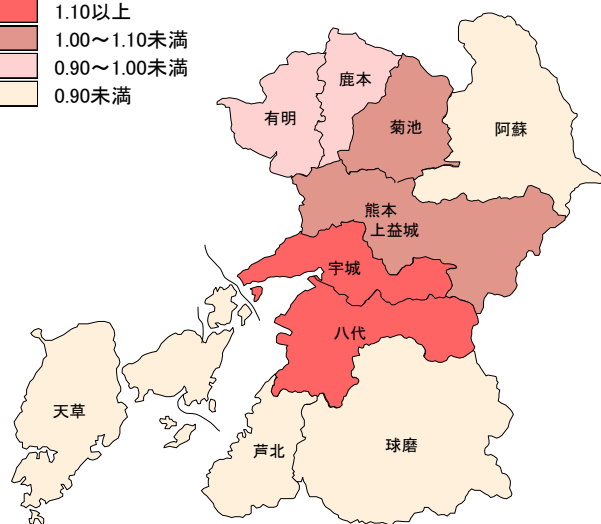 1.10以上
1.00～1.10未満
0.90～1.00未満
0.90未満
鹿本
有明
菊池
阿蘇
熊本
上益城
宇城
八代
天草
芦北
球磨